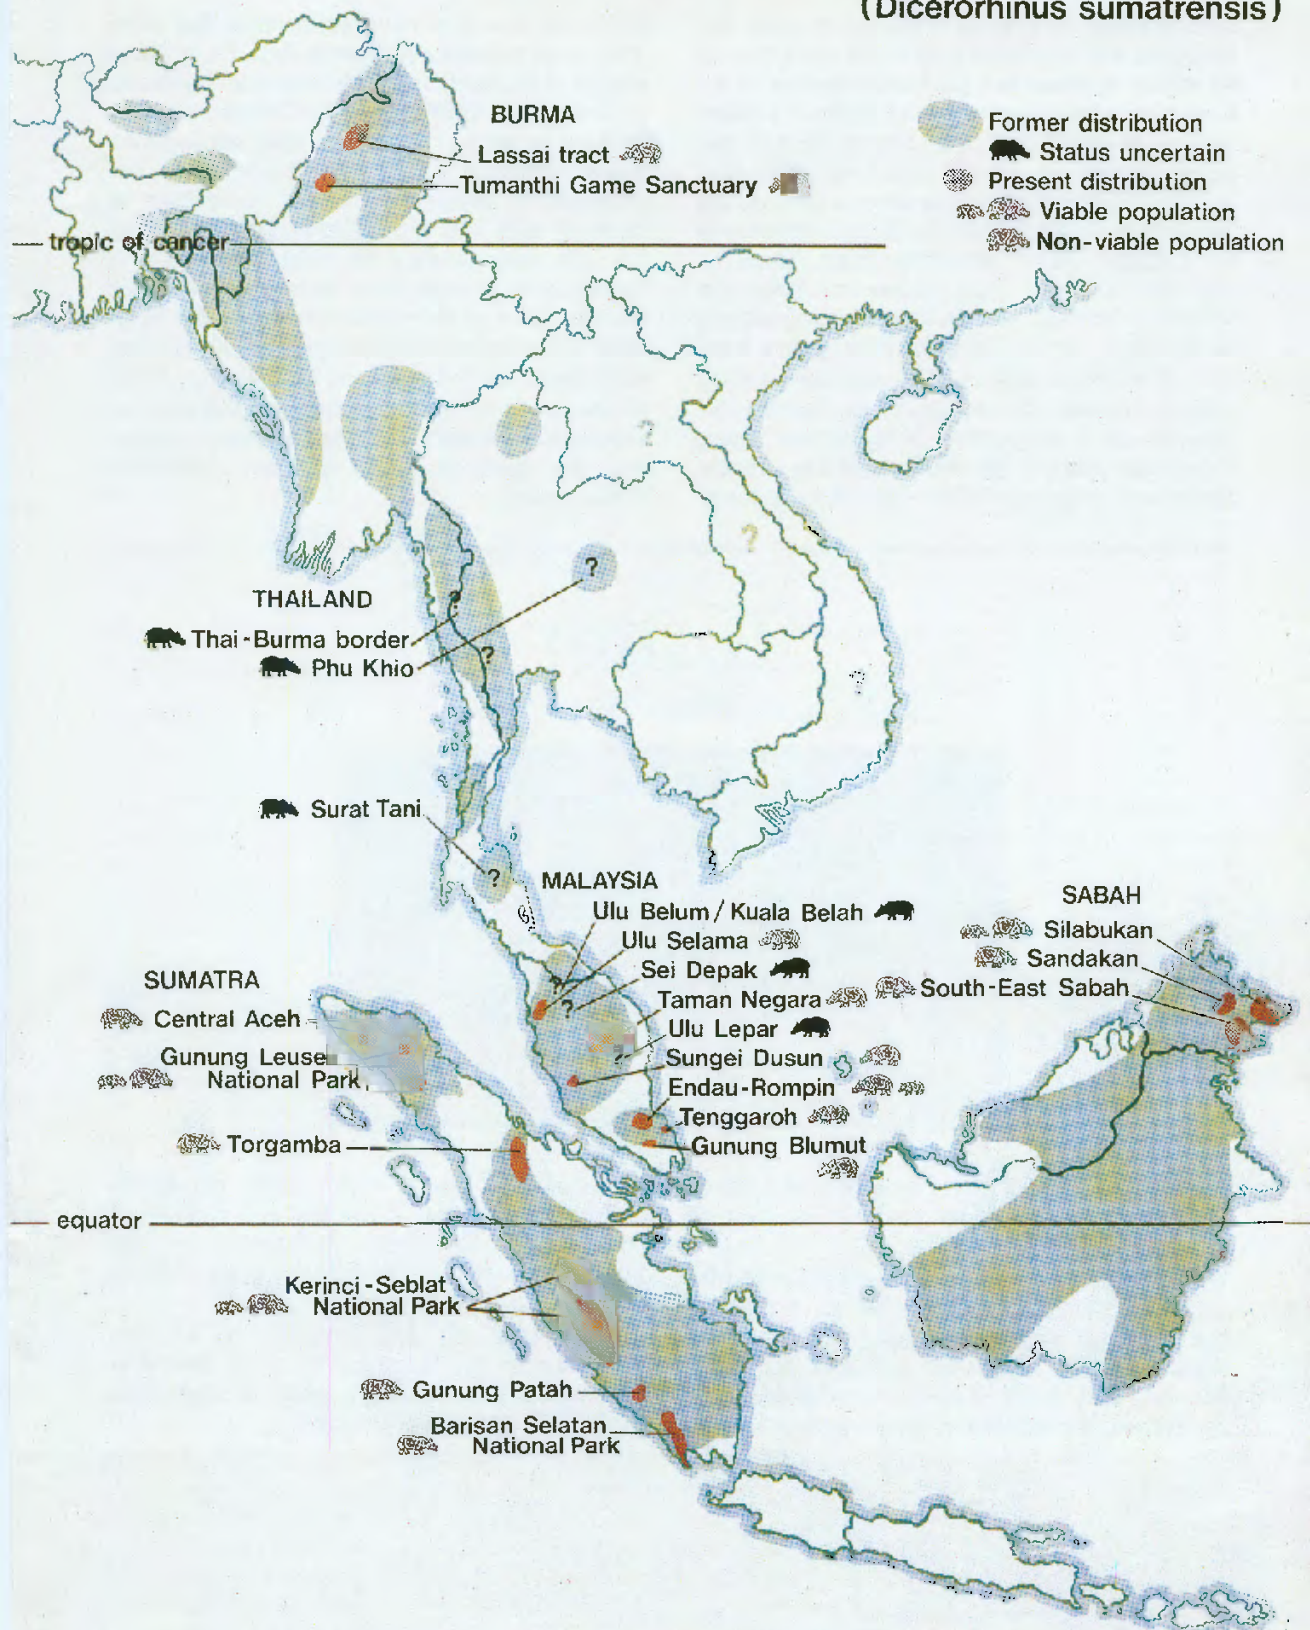 (Dicerorhinus sumatrensis)
BURMA
Lassai tract
Tumanthi Game Sanctuary
Former distribution
Status uncertain
Present distribution
Viable population
Non-viable population
tropic of cancer
?
?
?
THAILAND
Thai-Burma border
?
Phu Khio
?
?
Surat Tani
?
MALAYSIA
Ulu Belum/Kuala Belah
Ulu Selama
Sei Depak
?
?
Taman Negara
Ulu Lepar
?
Sungei Dusun
Endau-Rompin
Tenggaroh
Gunung Blumut
SABAH
Silabukan
Sandakan
South-East Sabah
SUMATRA
Central Aceh
Gunung Leuse
National Park
Torgamba
equator
Kerinci-Seblat
National Park
Gunung Patah
Barisan Selatan
National Park